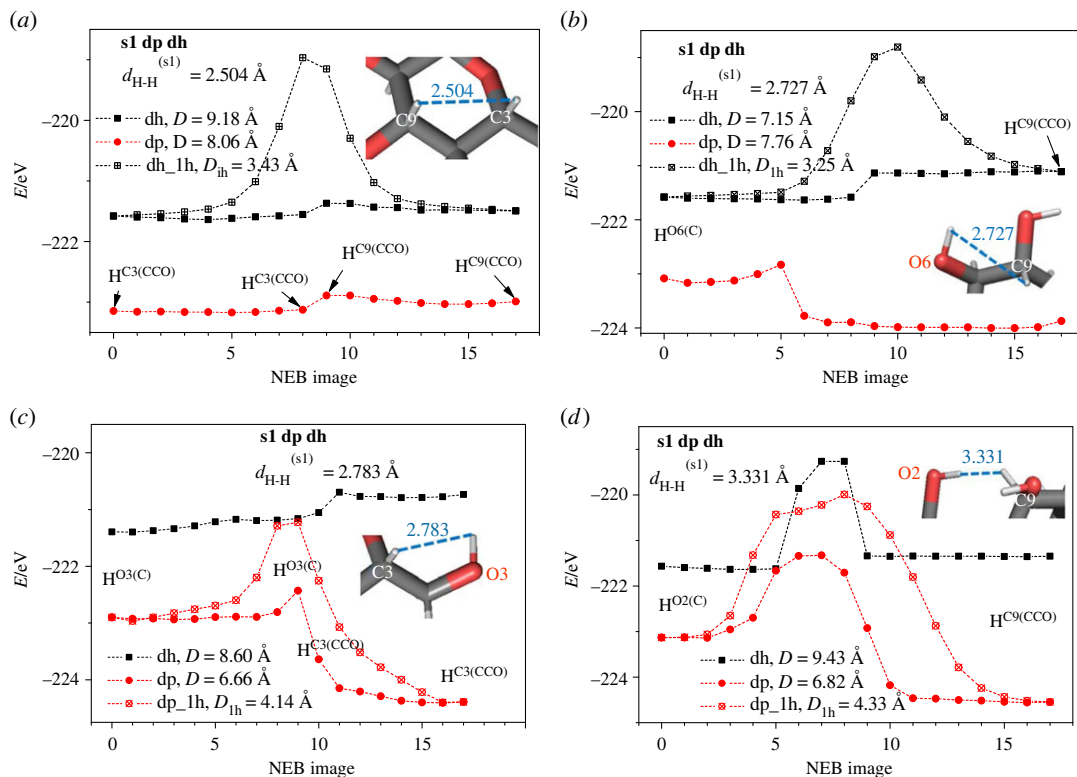 (a)
s1 dp dh
d_H-H^(s1) = 2.504 Å
dh, D = 9.18 Å
dp, D = 8.06 Å
dh_1h, D_ih = 3.43 Å
2.504
C9
C3
H^C3(CCO)
H^C3(CCO)
H^C9(CCO)
H^C9(CCO)
E/eV
–220
–222
0
5
10
15
NEB image
(b)
s1 dp dh
d_H-H^(s1) = 2.727 Å
dh, D = 7.15 Å
dp, D = 7.76 Å
dh_1h, D_1h = 3.25 Å
H^C9(CCO)
H^O6(C)
2.727
O6
C9
E/eV
–220
–222
–224
0
5
10
15
NEB image
(c)
s1 dp dh
d_H-H^(s1) = 2.783 Å
2.783
C3
O3
H^O3(C)
H^O3(C)
H^C3(CCO)
H^C3(CCO)
dh, D = 8.60 Å
dp, D = 6.66 Å
dp_1h, D_1h = 4.14 Å
E/eV
–220
–222
–224
0
5
10
15
NEB image
(d)
s1 dp dh
d_H-H^(s1) = 3.331 Å
3.331
O2
C9
H^O2(C)
H^C9(CCO)
dh, D = 9.43 Å
dp, D = 6.82 Å
dp_1h, D_1h = 4.33 Å
E/eV
–220
–222
–224
0
5
10
15
NEB image